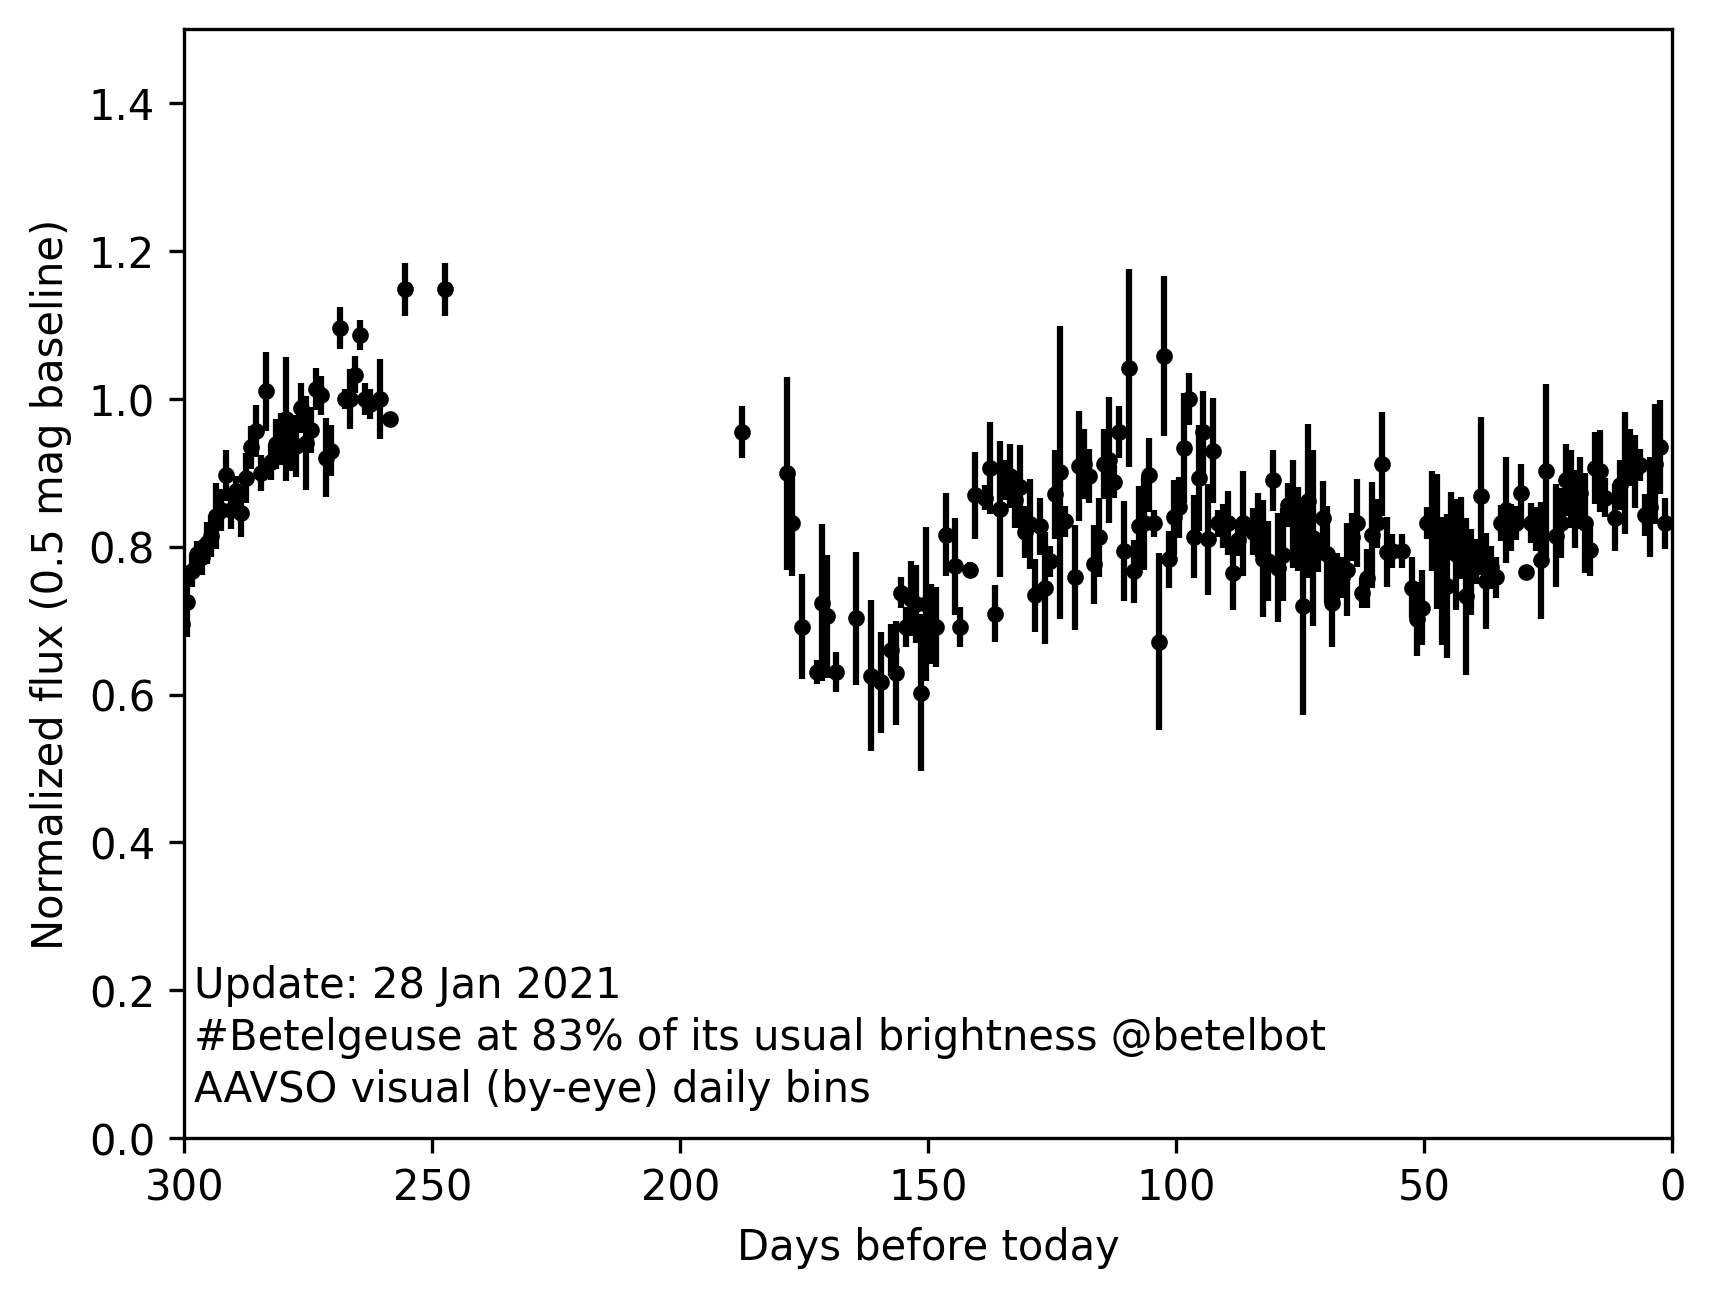 1.4
1.2
1.0
0.8
0.6
0.4
0.2
0.0
Normalized flux (0.5 mag baseline)
Update: 28 Jan 2021
#Betelgeuse at 83% of its usual brightness @betelbot
AAVSO visual (by-eye) daily bins
300 250 200 150 100 50 0
Days before today